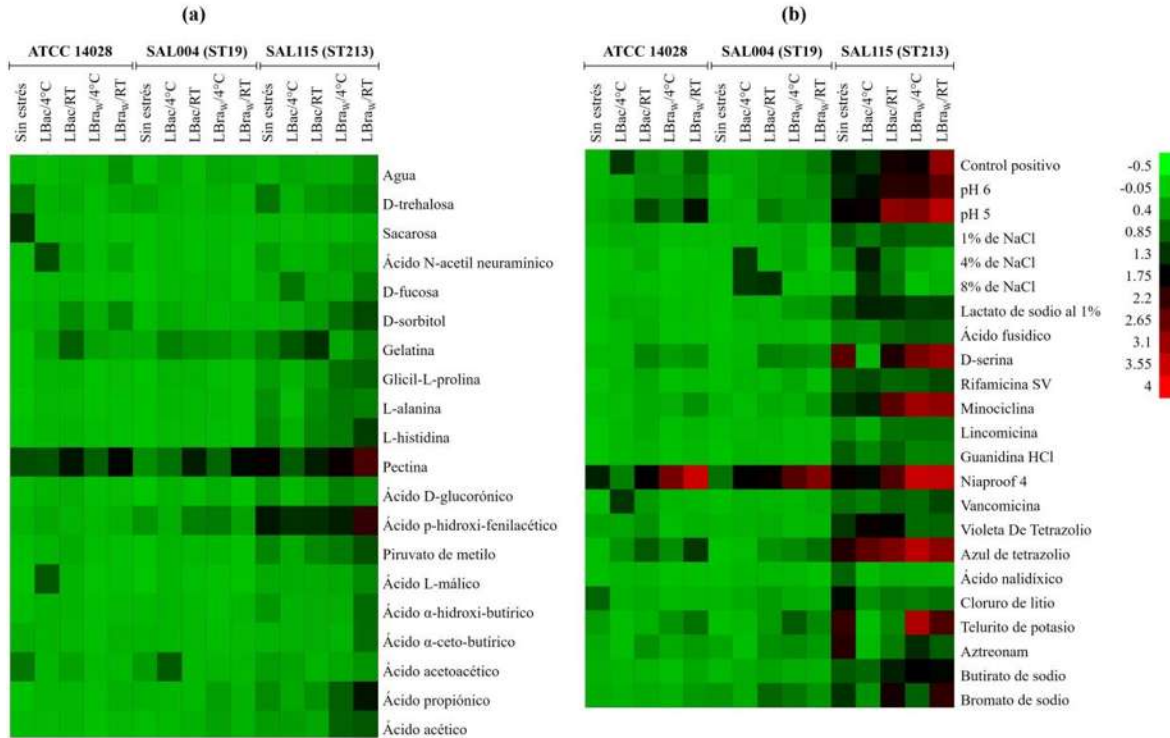 (a)
ATCC 14028
SAL004 (ST19)
SAL115 (ST213)
Sin estrés
LBac/4°C
LBac/RT
LBraw/4°C
LBraw/RT
Sin estrés
LBac/4°C
LBac/RT
LBraw/4°C
LBraw/RT
Sin estrés
LBac/4°C
LBac/RT
LBraw/4°C
LBraw/RT
Agua
D-trehalosa
Sacarosa
Ácido N-acetil neuramínico
D-fucosa
D-sorbitol
Gelatina
Glicil-L-prolina
L-alanina
L-histidina
Pectina
Ácido D-glucorónico
Ácido p-hidroxi-fenilacético
Piruvato de metilo
Ácido L-málico
Ácido α-hidroxi-butírico
Ácido α-ceto-butírico
Ácido acetoacético
Ácido propiónico
Ácido acético
(b)
ATCC 14028
SAL004 (ST19)
SAL115 (ST213)
Sin estrés
LBac/4°C
LBac/RT
LBraw/4°C
LBraw/RT
Sin estrés
LBac/4°C
LBac/RT
LBraw/4°C
LBraw/RT
Sin estrés
LBac/4°C
LBac/RT
LBraw/4°C
LBraw/RT
Control positivo
pH 6
pH 5
1% de NaCl
4% de NaCl
8% de NaCl
Lactato de sodio al 1%
Ácido fusidico
D-serina
Rifamicina SV
Minociclina
Lincomicina
Guanidina HCl
Niaproof 4
Vancomicina
Violeta De Tetrazolio
Azul de tetrazolio
Ácido nalidíxico
Cloruro de litio
Telurito de potasio
Aztreonam
Butirato de sodio
Bromato de sodio
-0.5
-0.05
0.4
0.85
1.3
1.75
2.2
2.65
3.1
3.55
4